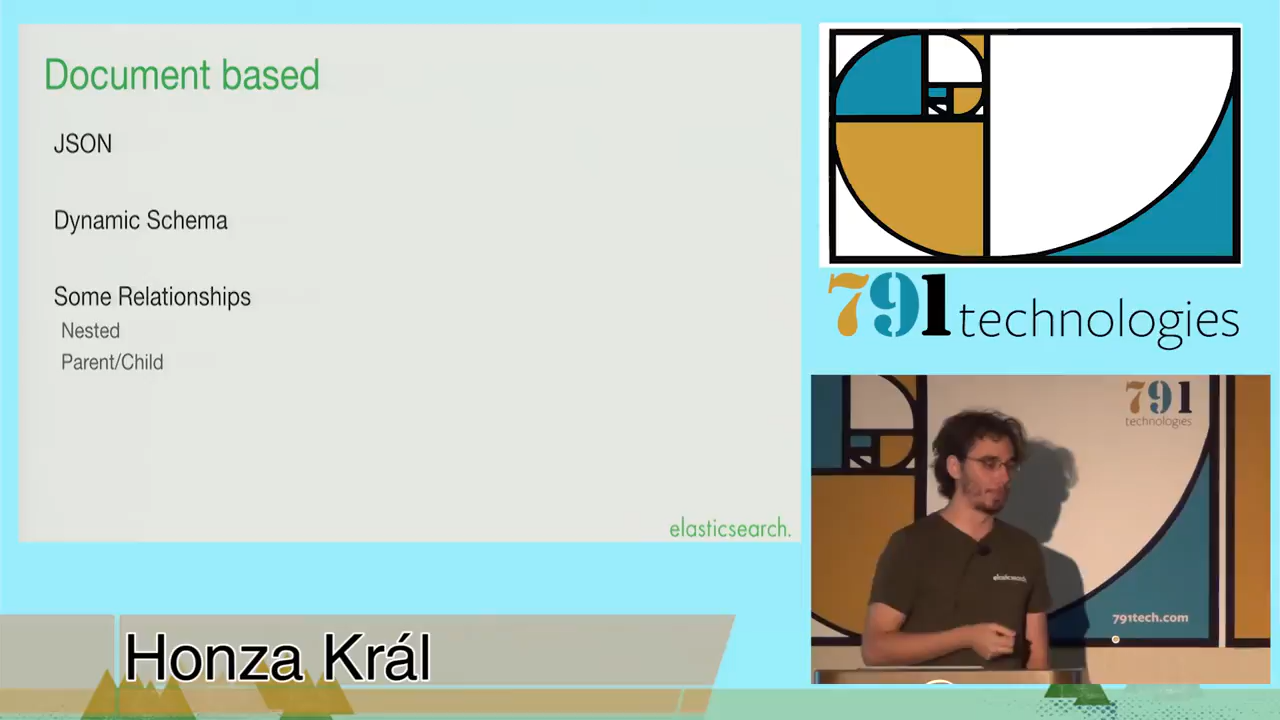 Document based
JSON
Dynamic Schema
Some Relationships
Nested
Parent/Child
elasticsearch.
791 technologies
791
technologies
elasticsearch.
791tech.com
Honza Král